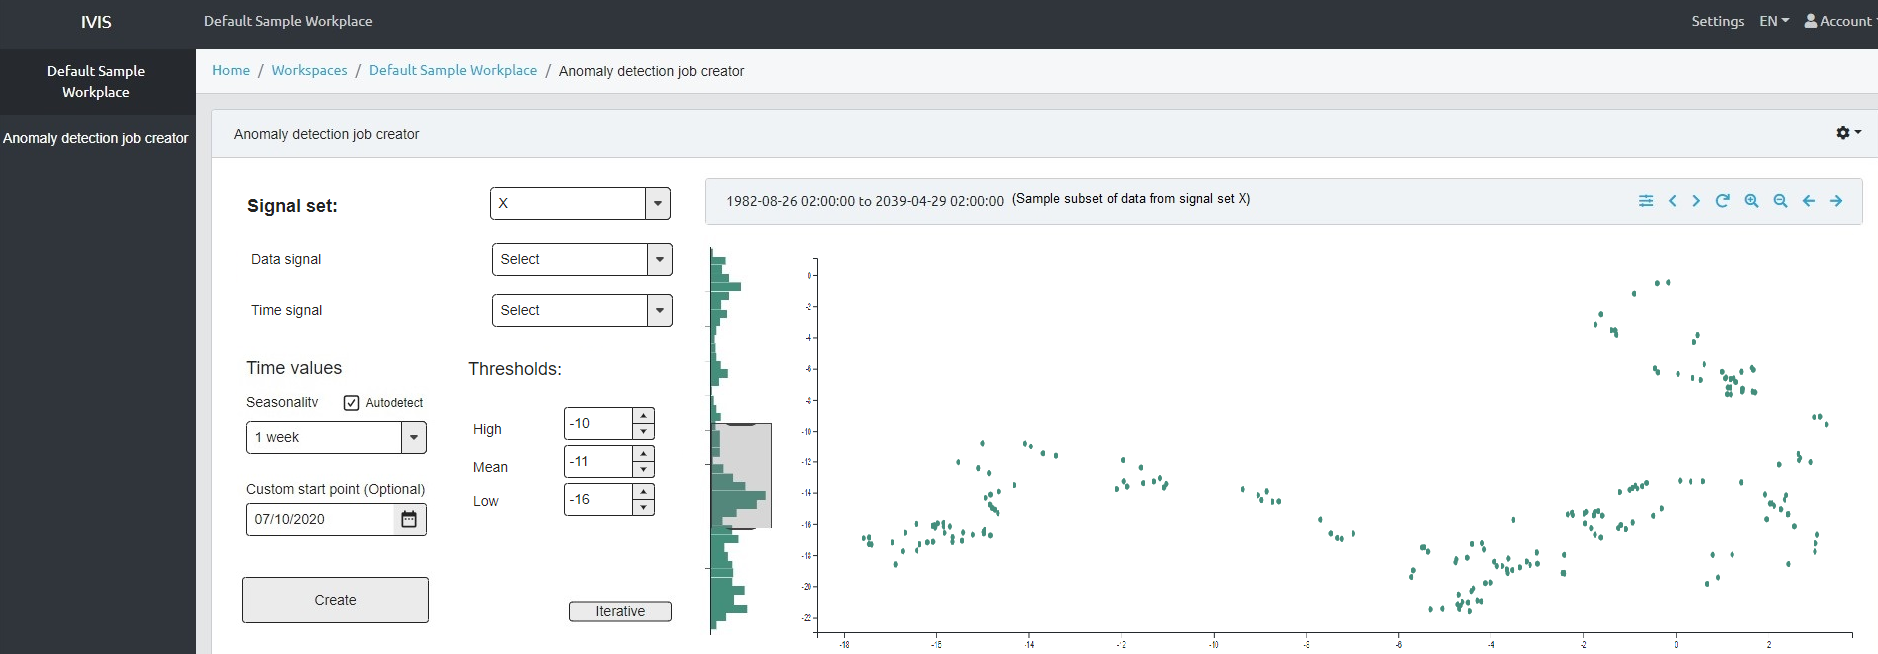 IVIS
Default Sample Workplace
Settings
EN
Account
Default Sample
Workplace
Anomaly detection job creator
Home / Workspaces / Default Sample Workplace / Anomaly detection job creator
Anomaly detection job creator
Signal set:
X
Data signal
Select
Time signal
Select
Time values
Seasonality
Autodetect
1 week
Custom start point (Optional)
07/10/2020
Thresholds:
High
-10
Mean
-11
Low
-16
Create
Iterative
1982-08-26 02:00:00 to 2039-04-29 02:00:00 (Sample subset of data from signal set X)
0
-2
-4
-6
-8
-10
-12
-14
-16
-18
-20
-22
-18 -16 -14 -12 -10 -8 -6 -4 -2 0 2